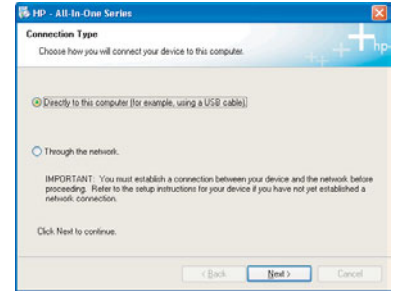 HP - All-In-One Series
Connection Type
Choose how you will connect your device to this computer.
hp
Directly to this computer (for example, using a USB cable).
Through the network.
IMPORTANT: You must establish a connection between your device and the network before
proceeding. Refer to the setup instructions for your device if you have not yet established a
network connection.
Click Next to continue.
< Back Next > Cancel